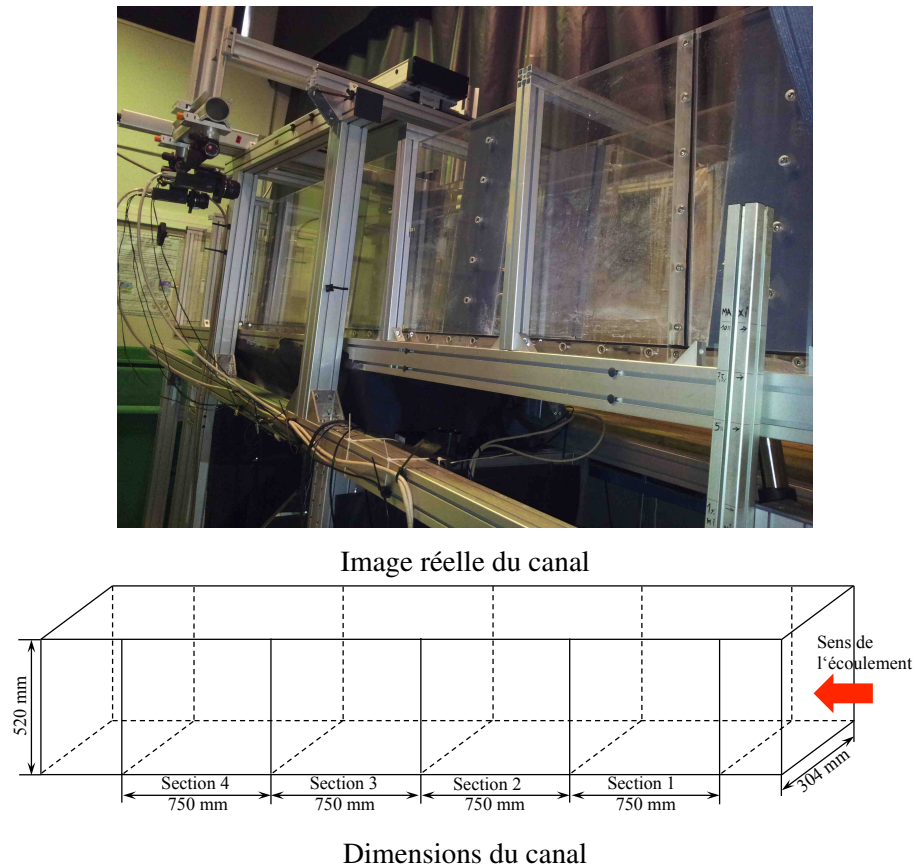 MA
Image réelle du canal
Sens de
l‘écoulement
520 mm
304 mm
Section 4
Section 3
Section 2
Section 1
750 mm
750 mm
750 mm
750 mm
Dimensions du canal